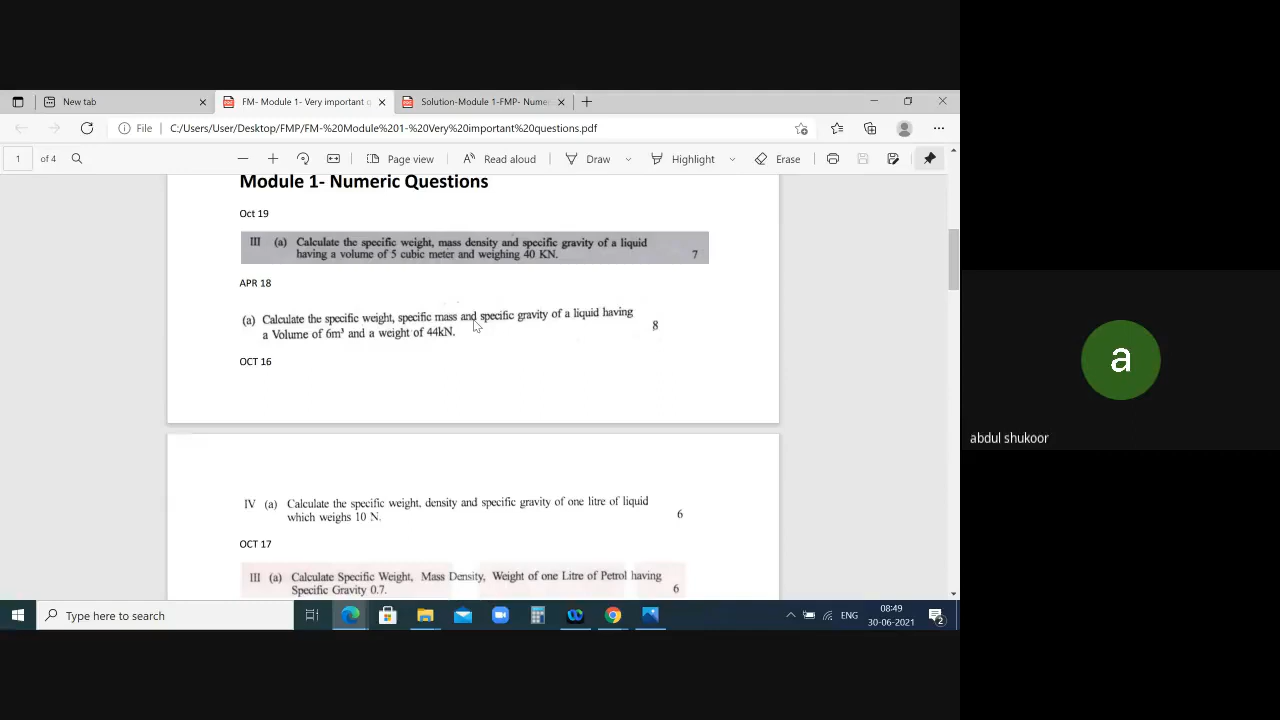 New tab
FM- Module 1- Very important q
Solution-Module 1-FMP- Nume
File
C:/Users/User/Desktop/FMP/FM-%20Module%201-%20Very%20important%20questions.pdf
1 of 4
Page view
Read aloud
Draw
Highlight
Erase
Module 1- Numeric Questions
Oct 19
III (a) Calculate the specific weight, mass density and specific gravity of a liquid
having a volume of 5 cubic meter and weighing 40 KN. 7
APR 18
(a) Calculate the specific weight, specific mass and specific gravity of a liquid having
a Volume of 6m³ and a weight of 44kN. 8
OCT 16
IV (a) Calculate the specific weight, density and specific gravity of one litre of liquid
which weighs 10 N. 6
OCT 17
III (a) Calculate Specific Weight, Mass Density, Weight of one Litre of Petrol having
Specific Gravity 0.7. 6
a
abdul shukoor
Type here to search
ENG
08:49
30-06-2021
2